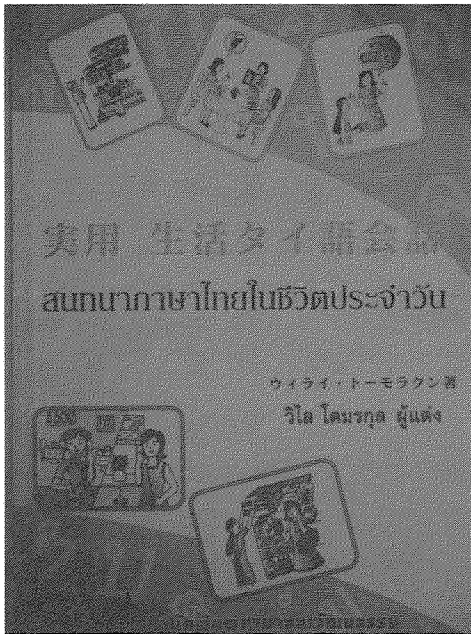 実用 生活タイ語会話
สนทนาภาษาไทยในชีวิตประจำวัน
ウィライ・トーモラクン著
วิไล โตมรกุล ผู้แต่ง